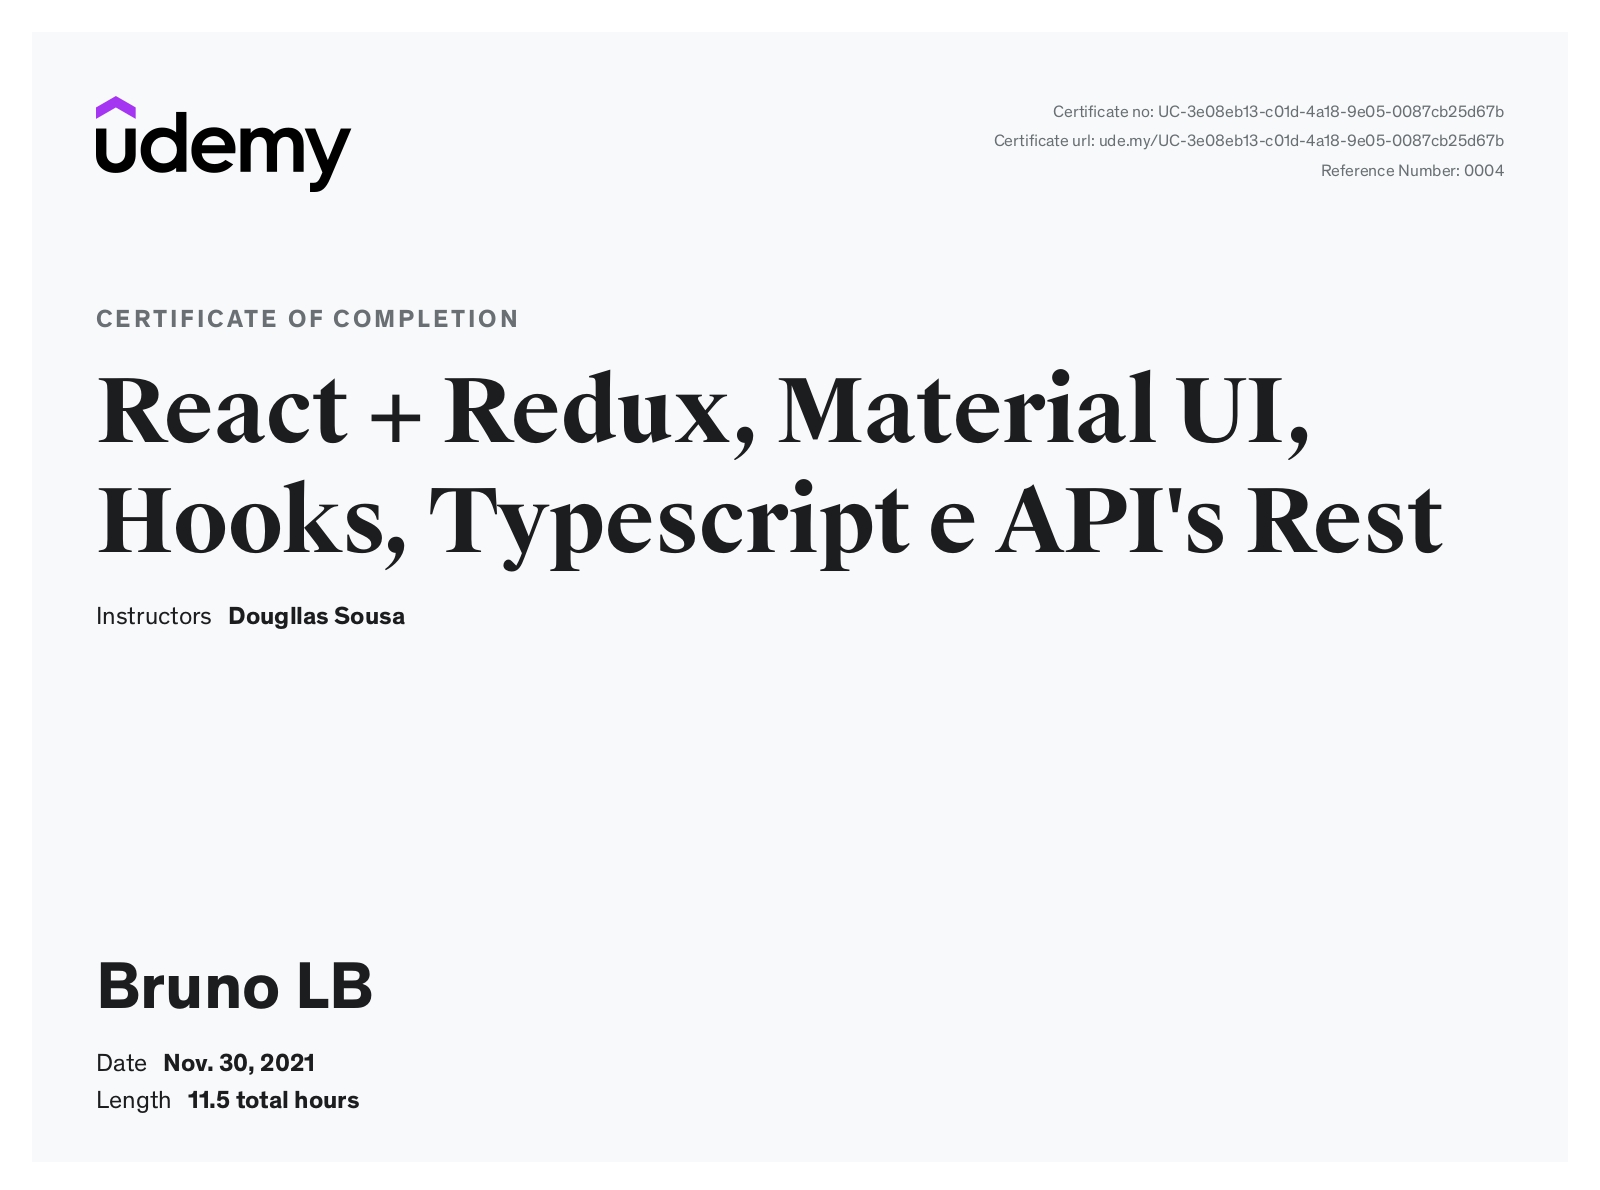 udemy
Certificate no: UC-3e08eb13-c01d-4a18-9e05-0087cb25d67b
Certificate url: ude.my/UC-3e08eb13-c01d-4a18-9e05-0087cb25d67b
Reference Number: 0004
CERTIFICATE OF COMPLETION
React + Redux, Material UI,
Hooks, Typescript e API's Rest
Instructors Dougllas Sousa
Bruno LB
Date Nov. 30, 2021
Length 11.5 total hours